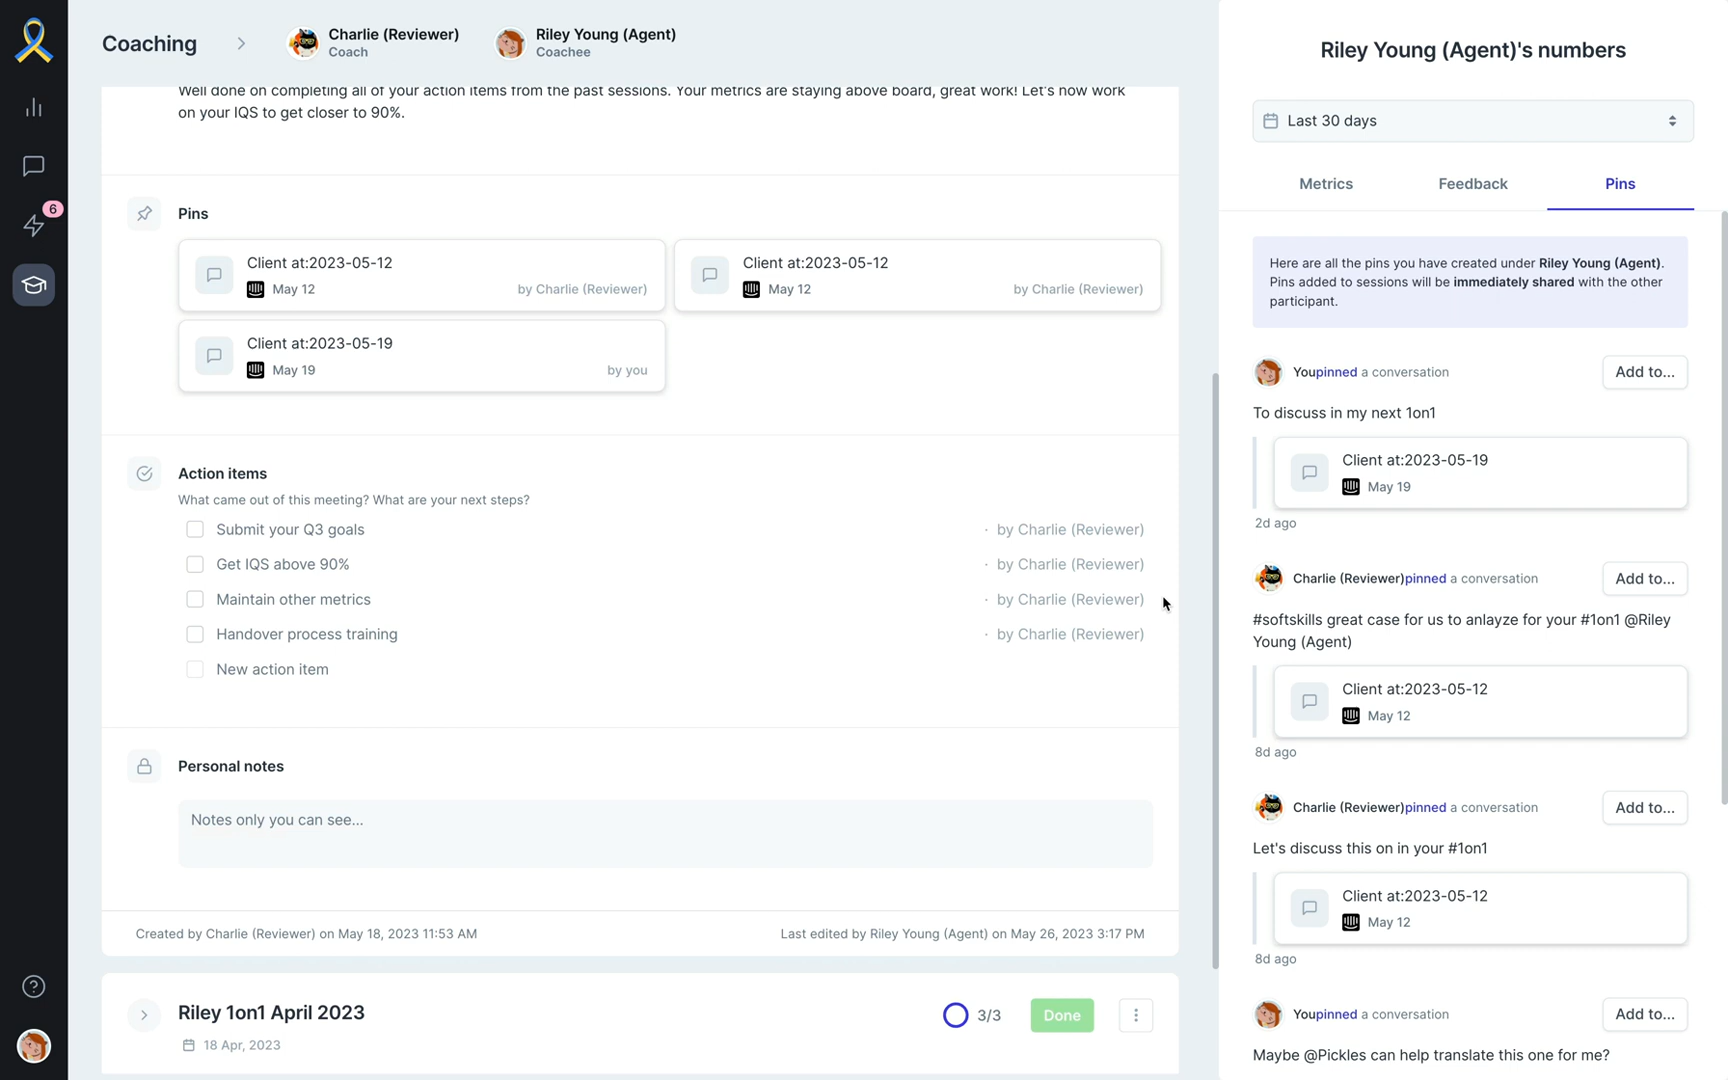 Coaching
Charlie (Reviewer)
Coach
Riley Young (Agent)
Coachee
6
Well done on completing all of your action items from the past sessions. Your metrics are staying above board, great work! Let's now work
on your IQS to get closer to 90%.
Pins
Client at:2023-05-12
May 12
by Charlie (Reviewer)
Client at:2023-05-12
May 12
by Charlie (Reviewer)
Client at:2023-05-19
May 19
by you
Action items
What came out of this meeting? What are your next steps?
Submit your Q3 goals
· by Charlie (Reviewer)
Get IQS above 90%
· by Charlie (Reviewer)
Maintain other metrics
· by Charlie (Reviewer)
Handover process training
· by Charlie (Reviewer)
New action item
Personal notes
Notes only you can see...
Created by Charlie (Reviewer) on May 18, 2023 11:53 AM
Last edited by Riley Young (Agent) on May 26, 2023 3:17 PM
Riley 1on1 April 2023
18 Apr, 2023
3/3
Done
Riley Young (Agent)'s numbers
Last 30 days
Metrics
Feedback
Pins
Here are all the pins you have created under Riley Young (Agent).
Pins added to sessions will be immediately shared with the other
participant.
Youpinned a conversation
Add to...
To discuss in my next 1on1
Client at:2023-05-19
May 19
2d ago
Charlie (Reviewer)pinned a conversation
Add to...
#softskills great case for us to anlayze for your #1on1 @Riley
Young (Agent)
Client at:2023-05-12
May 12
8d ago
Charlie (Reviewer)pinned a conversation
Add to...
Let's discuss this on in your #1on1
Client at:2023-05-12
May 12
8d ago
Youpinned a conversation
Add to...
Maybe @Pickles can help translate this one for me?